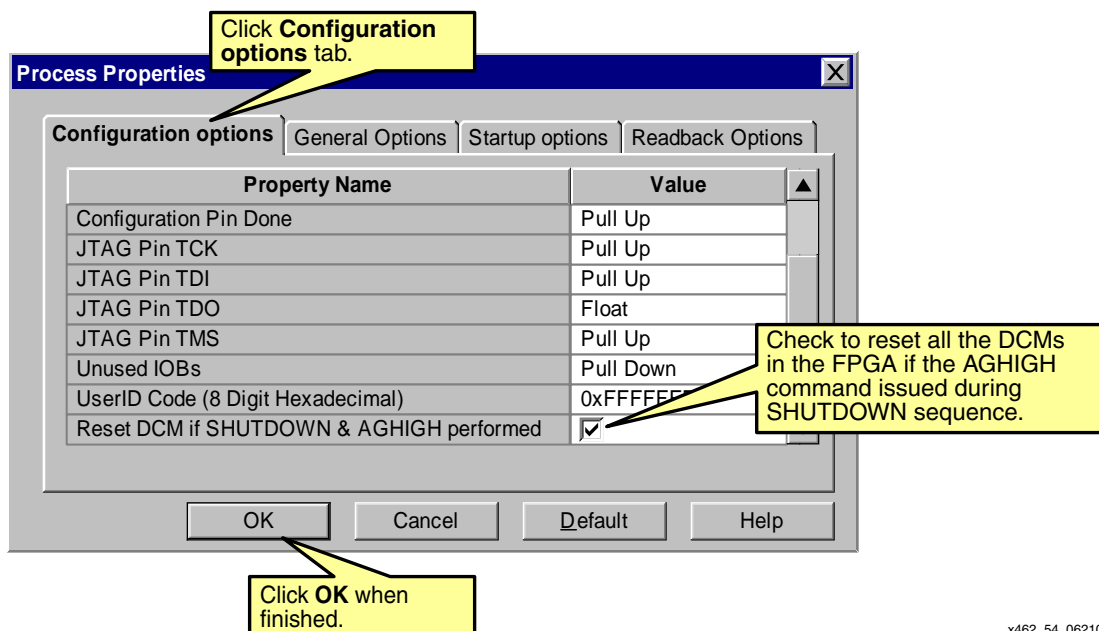 Click Configuration
options tab.
Process Properties
Configuration options General Options Startup options Readback Options
Property Name Value
Configuration Pin Done Pull Up
JTAG Pin TCK Pull Up
JTAG Pin TDI Pull Up
JTAG Pin TDO Float
JTAG Pin TMS Pull Up
Unused IOBs Pull Down
UserID Code (8 Digit Hexadecimal)
Reset DCM if SHUTDOWN & AGHIGH performed
Check to reset all the DCMs
in the FPGA if the AGHIGH
command issued during
SHUTDOWN sequence.
OK Cancel Default Help
Click OK when
finished.